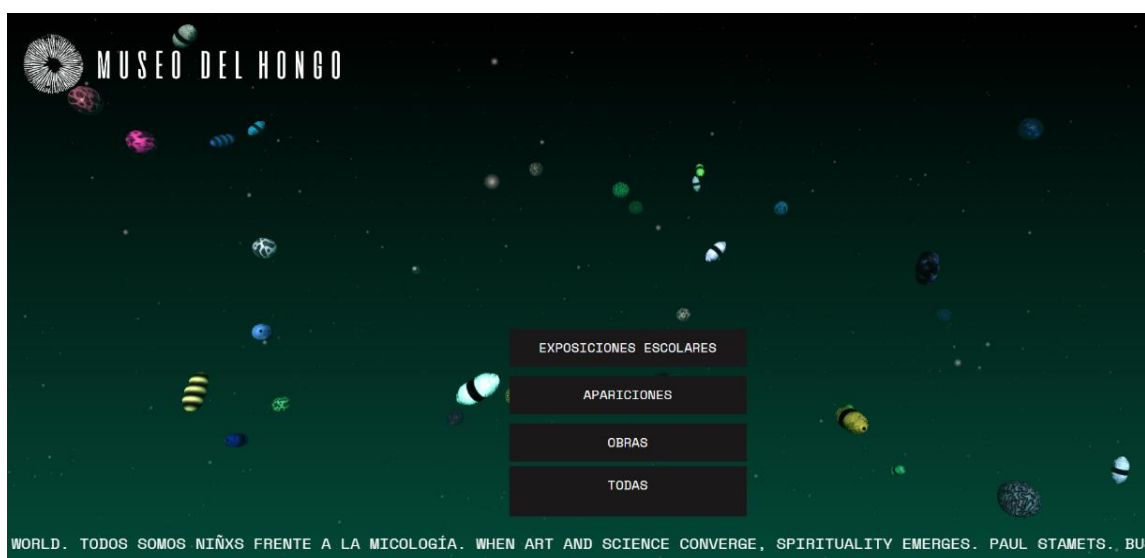 MUSEO DEL HONGO
EXPOSICIONES ESCOLARES
APARICIONES
OBRAS
TODAS
WORLD. TODOS SOMOS NIÑXS FRENTE A LA MICOLOGÍA. WHEN ART AND SCIENCE CONVERGE, SPIRITUALITY EMERGES. PAUL STAMETS.